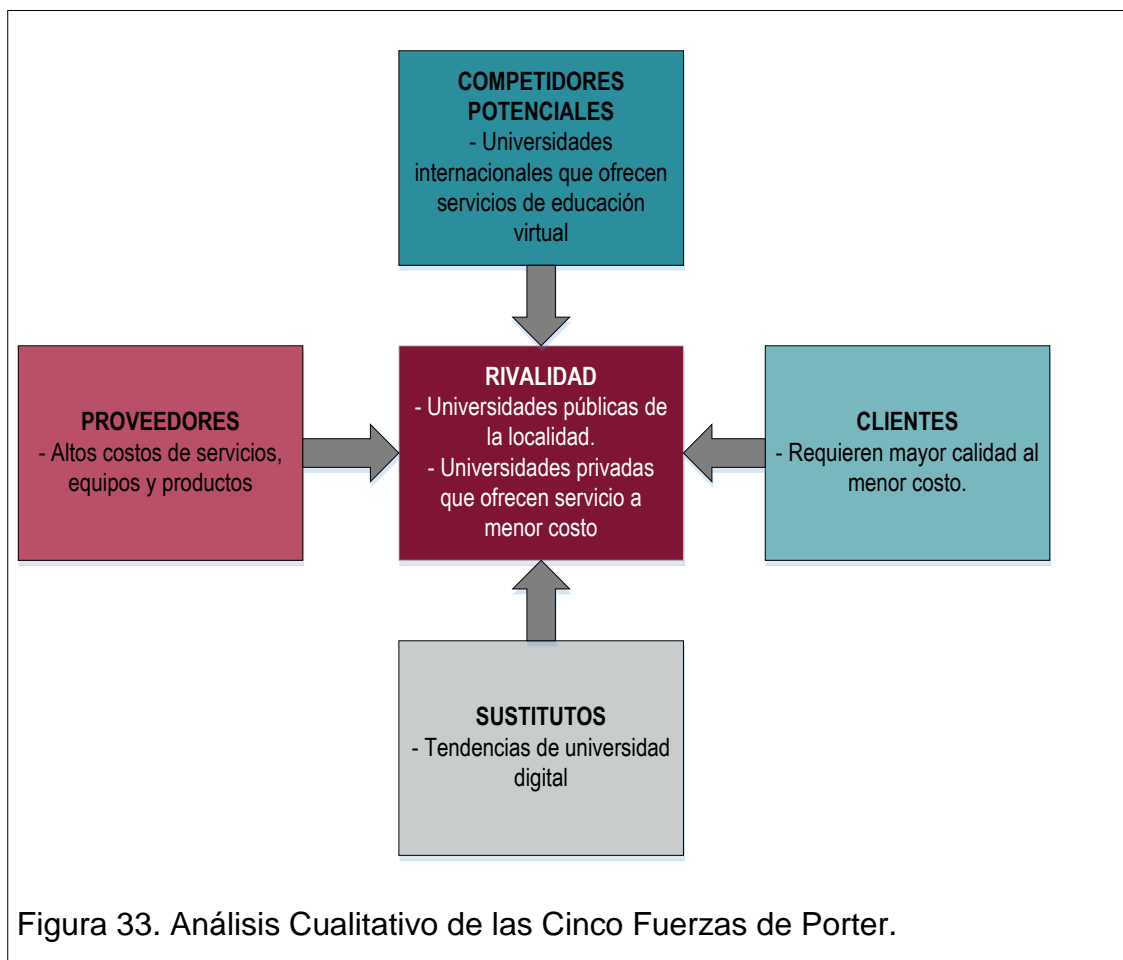 COMPETIDORES
POTENCIALES
- Universidades
internacionales que ofrecen
servicios de educación
virtual
PROVEEDORES
- Altos costos de servicios,
equipos y productos
RIVALIDAD
- Universidades públicas de
la localidad.
- Universidades privadas
que ofrecen servicio a
menor costo
CLIENTES
- Requieren mayor calidad al
menor costo.
SUSTITUTOS
- Tendencias de universidad
digital
Figura 33. Análisis Cualitativo de las Cinco Fuerzas de Porter.